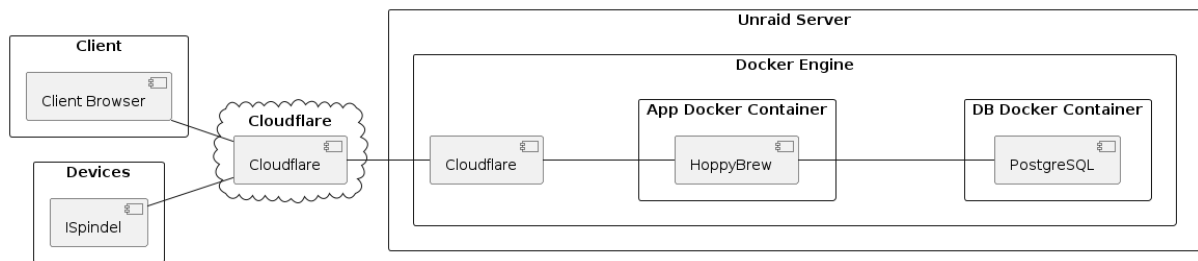 Client
Client Browser
Devices
ISpindel
Cloudflare
Cloudflare
Unraid Server
Docker Engine
Cloudflare
App Docker Container
HoppyBrew
DB Docker Container
PostgreSQL